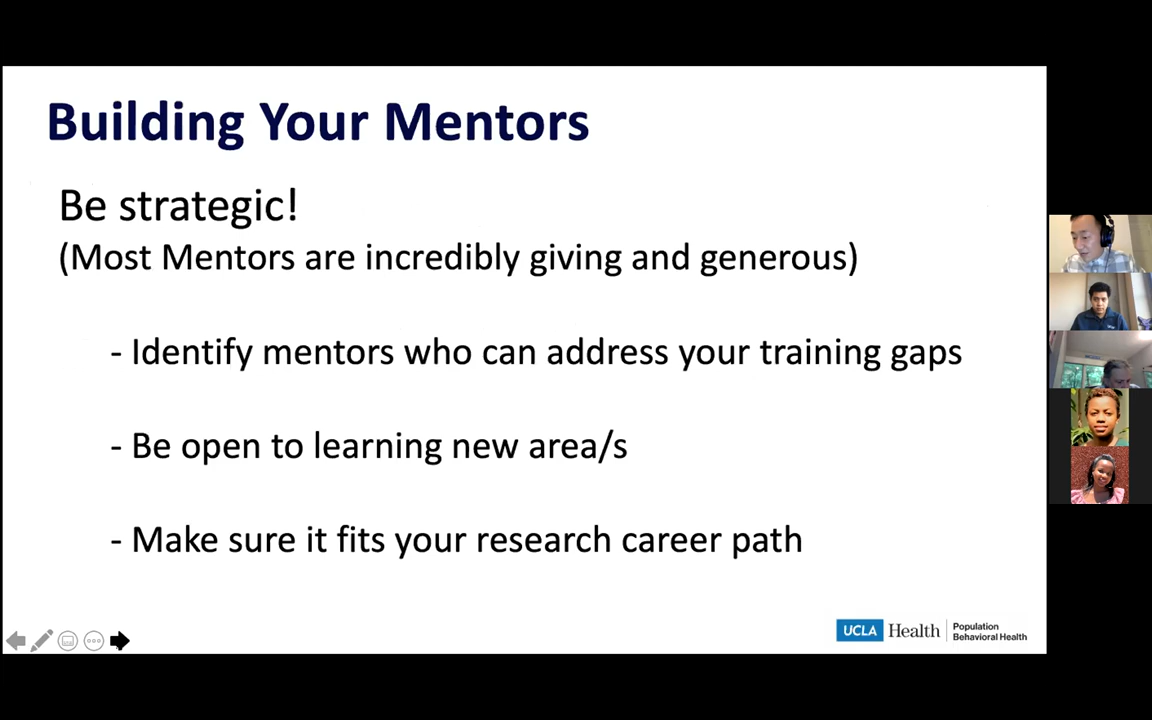 Building Your Mentors
Be strategic!
(Most Mentors are incredibly giving and generous)
- Identify mentors who can address your training gaps
- Be open to learning new area/s
- Make sure it fits your research career path
UCLA Health
Population
Behavioral Health